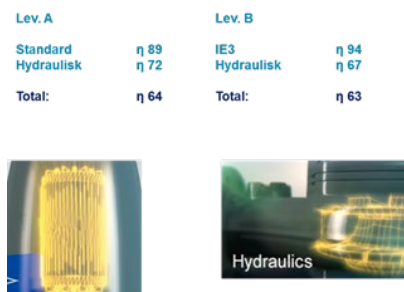 Lev. A
Standard η 89
Hydraulisk η 72
Total: η 64
Lev. B
IE3 η 94
Hydraulisk η 67
Total: η 63
Hydraulics